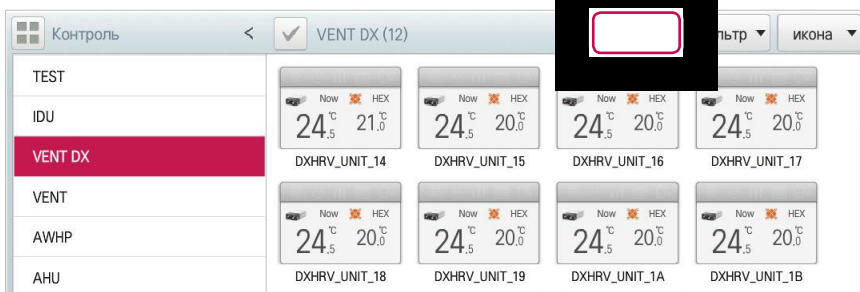 Контроль < VENT DX (12) икона ▼
TEST
IDU
VENT DX
VENT
AWHP
AHU
Now HEX Now HEX Now HEX Now HEX
24.5 °C 21.0 °C 24.5 °C 20.0 °C 24.5 °C 20.0 °C 24.5 °C 20.0 °C
DXHRV_UNIT_14 DXHRV_UNIT_15 DXHRV_UNIT_16 DXHRV_UNIT_17
Now HEX Now HEX Now HEX Now HEX
24.5 °C 20.0 °C 24.5 °C 20.0 °C 24.5 °C 20.0 °C 24.5 °C 20.0 °C
DXHRV_UNIT_18 DXHRV_UNIT_19 DXHRV_UNIT_1A DXHRV_UNIT_1B